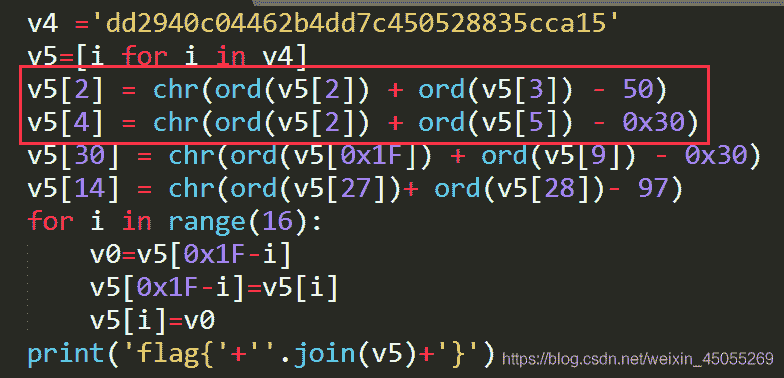 v4 ='dd2940c04462b4dd7c450528835cca15'
v5=[i for i in v4]
v5[2] = chr(ord(v5[2]) + ord(v5[3]) - 50)
v5[4] = chr(ord(v5[2]) + ord(v5[5]) - 0x30)
v5[30] = chr(ord(v5[0x1F]) + ord(v5[9]) - 0x30)
v5[14] = chr(ord(v5[27])+ ord(v5[28])- 97)
for i in range(16):
    v0=v5[0x1F-i]
    v5[0x1F-i]=v5[i]
    v5[i]=v0
print('flag{'+''.join(v5)+'}')
https://blog.csdn.net/weixin_45055269